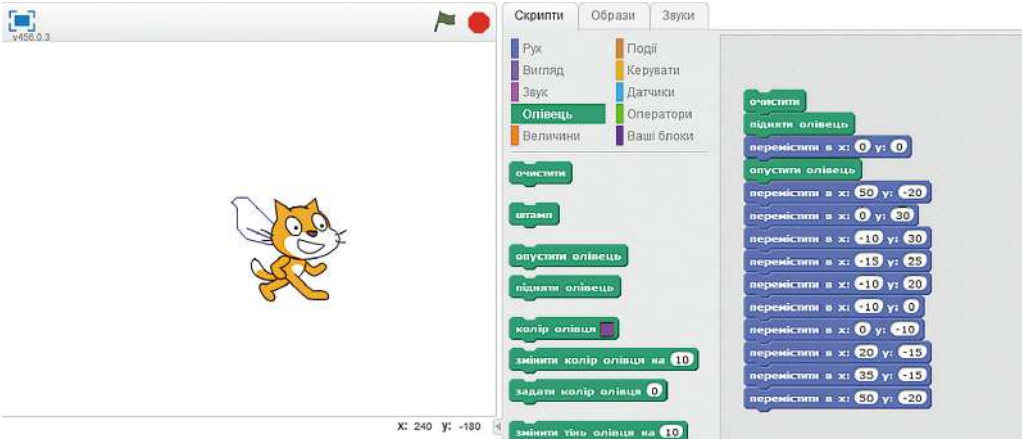 v456.0.3
X: 240 y: -180
Скрипти Образи Звуки
Рух Події
Вигляд Керувати
Звук Датчики
Олівець Оператори
Величини Ваші блоки
очистити
штамп
опустити олівець
підняти олівець
колір олівця
змінити колір олівця на 10
задати колір олівця 0
змінити тінь олівця на 10
очистити
підняти олівець
перемістити в x: 0 y: 0
опустити олівець
перемістити в x: 50 y: -20
перемістити в x: 0 y: 30
перемістити в x: -10 y: 30
перемістити в x: -15 y: 25
перемістити в x: -10 y: 20
перемістити в x: -10 y: 0
перемістити в x: 0 y: -10
перемістити в x: 20 y: -15
перемістити в x: 35 y: -15
перемістити в x: 50 y: -20